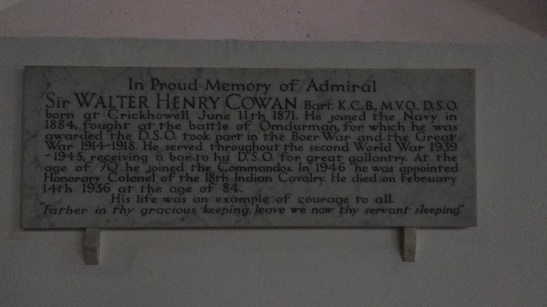 In Proud Memory of Admiral
Sir WALTER HENRY COWAN Bart. K.C.B., M.V.O., D.S.O.
born at Crickhowell June 11th 1871. He joined the Navy in
1884, fought at the battle of Omdurman, for which he was
awarded the D.S.O. took part in the Boer War and the Great
War 1914-1918. He served throughout the second World War 1939
-1945, receiving a bar to his D.S.O. for great gallantry. At the
age of 70 he joined the Commandos. In 1946 he was appointed
Honorary Colonel of the 18th Indian Cavalry. He died on February
14th 1956 at the age of 84.
His life was an example of courage to all.
"Father in thy gracious keeping, leave we now thy servant sleeping"